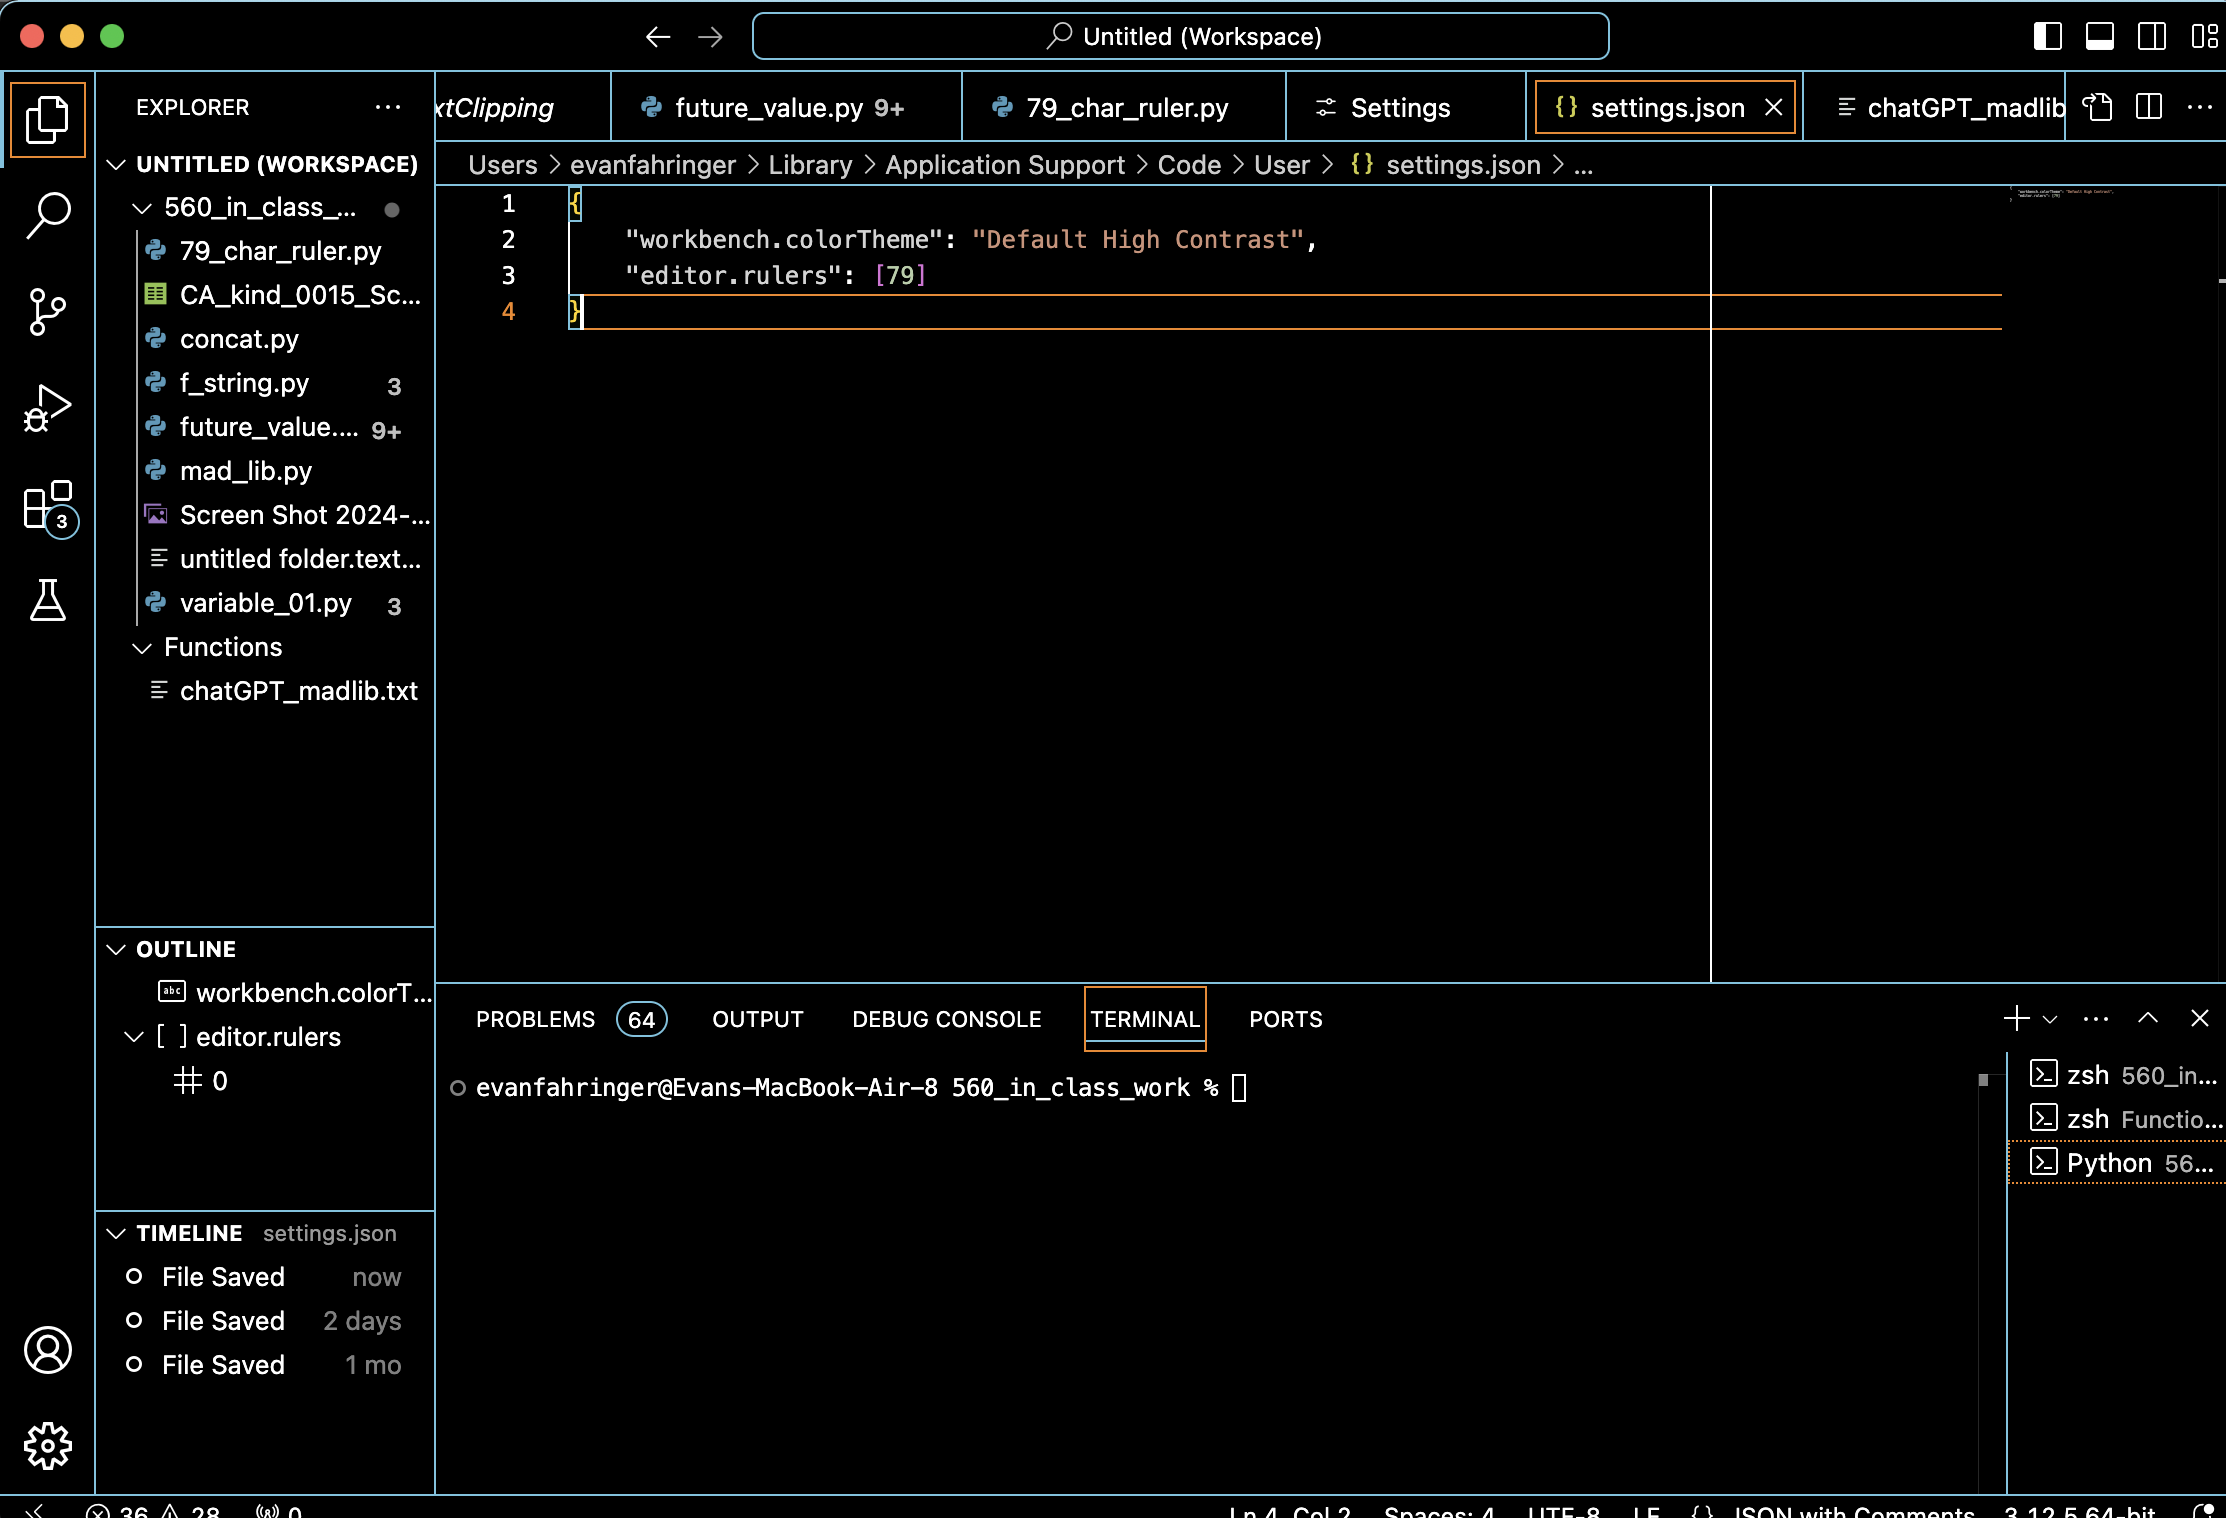 Untitled (Workspace)
EXPLORER
UNTITLED (WORKSPACE)
560_in_class_...
79_char_ruler.py
CA_kind_0015_Sc...
concat.py
f_string.py 3
future_value.... 9+
mad_lib.py
Screen Shot 2024-...
untitled folder.text...
variable_01.py 3
Functions
chatGPT_madlib.txt
3
OUTLINE
workbench.colorT...
[ ] editor.rulers
0
TIMELINE settings.json
File Saved now
File Saved 2 days
File Saved 1 mo
xtClipping
future_value.py 9+
79_char_ruler.py
Settings
{} settings.json
chatGPT_madlib
Users > evanfahringer > Library > Application Support > Code > User > {} settings.json > ...
1 {
2 "workbench.colorTheme": "Default High Contrast",
3 "editor.rulers": [79]
4 }
PROBLEMS 64 OUTPUT DEBUG CONSOLE TERMINAL PORTS
evanfahringer@Evans-MacBook-Air-8 560_in_class_work %
zsh 560_in...
zsh Functio...
Python 56...
36 28 0
Ln 4, Col 2 Spaces: 4 UTF-8 LF {} JSON with Comments 3.12.5 64-bit